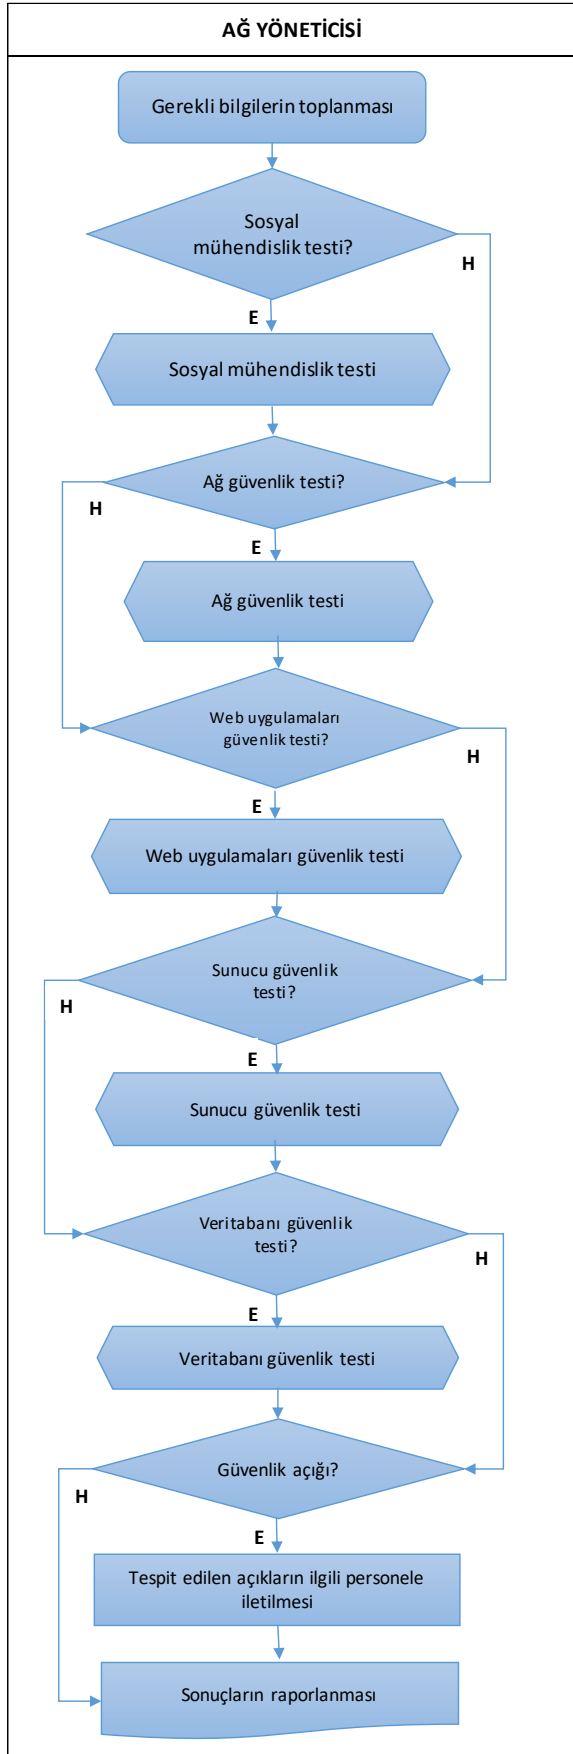 AĞ YÖNETİCİSİ
Gerekli bilgilerin toplanması
Sosyal
mühendislik testi?
H
E
Sosyal mühendislik testi
Ağ güvenlik testi?
H
E
Ağ güvenlik testi
Web uygulamaları
güvenlik testi?
H
E
Web uygulamaları güvenlik testi
Sunucu güvenlik
testi?
H
E
Sunucu güvenlik testi
Veritabanı güvenlik
testi?
H
E
Veritabanı güvenlik testi
Güvenlik açığı?
H
E
Tespit edilen açıkların ilgili personele
iletilmesi
Sonuçların raporlanması